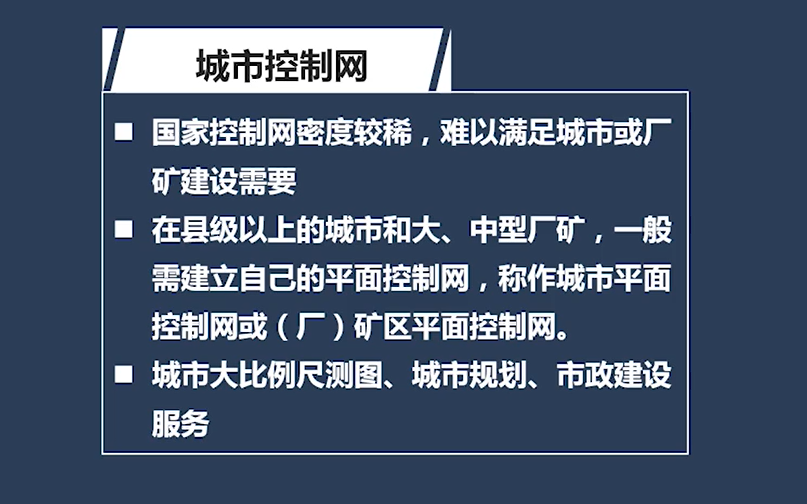 城市控制网
■ 国家控制网密度较稀，难以满足城市或厂
矿建设需要
■ 在县级以上的城市和大、中型厂矿，一般
需建立自己的平面控制网，称作城市平面
控制网或（厂）矿区平面控制网。
■ 城市大比例尺测图、城市规划、市政建设
服务